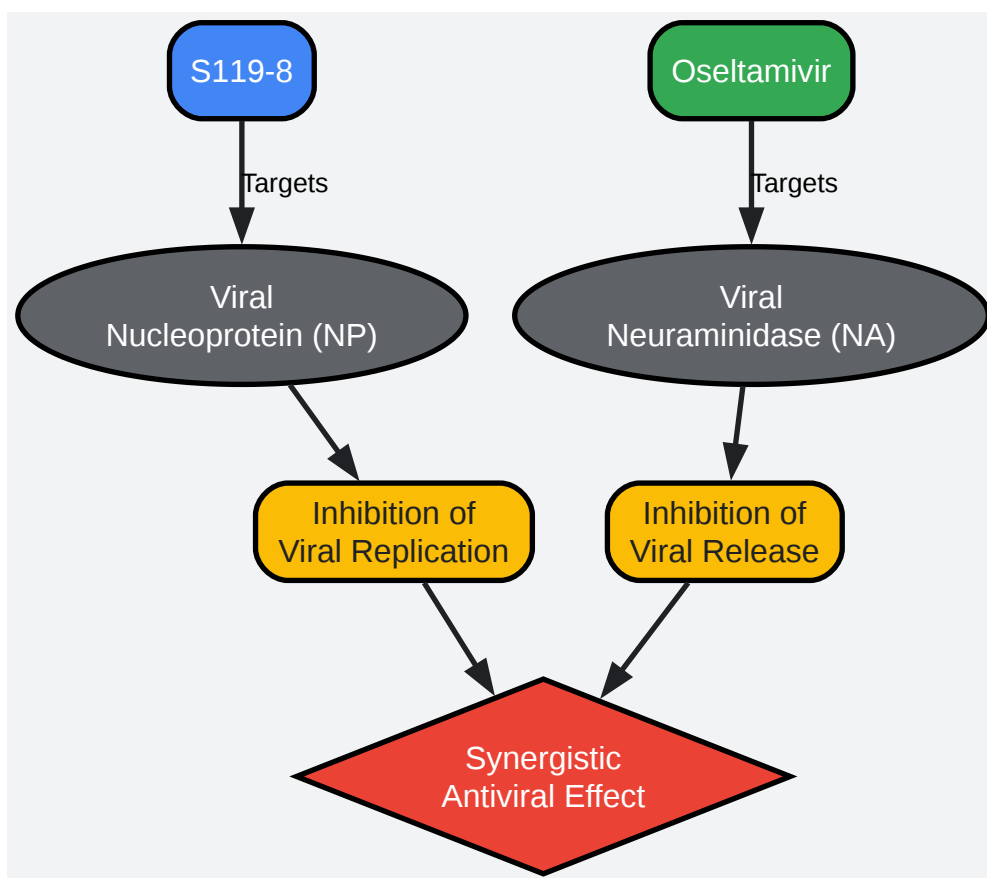 S119-8
Oseltamivir
Targets
Targets
Viral
Nucleoprotein (NP)
Viral
Neuraminidase (NA)
Inhibition of
Viral Replication
Inhibition of
Viral Release
Synergistic
Antiviral Effect